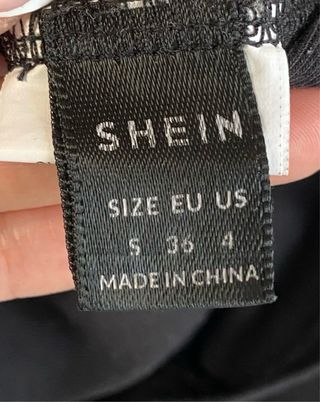 SHEIN
SIZE EU US
S 36 4
MADE IN CHINA